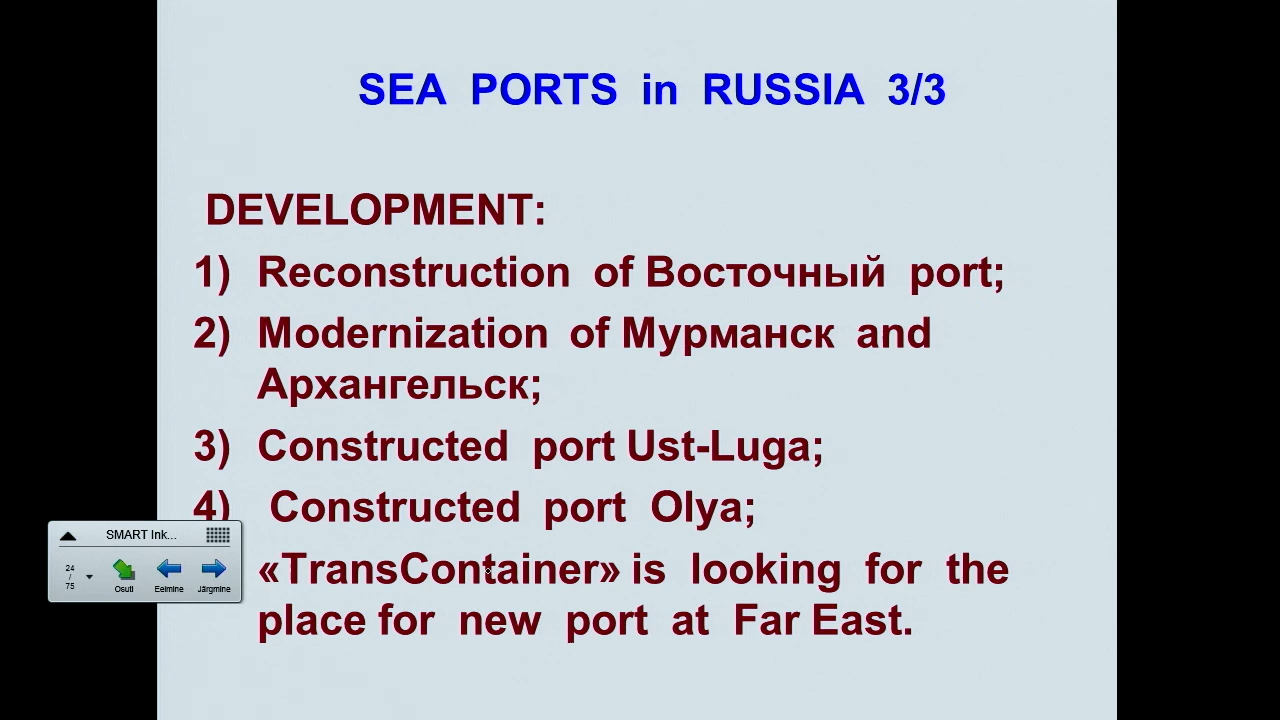 SEA PORTS in RUSSIA 3/3
DEVELOPMENT:
1) Reconstruction of Восточный port;
2) Modernization of Мурманск and
Архангельск;
3) Constructed port Ust-Luga;
4) Constructed port Olya;
«TransContainer» is looking for the
place for new port at Far East.
SMART Ink...
24
/
75
Osuti Eelmine Järgmine